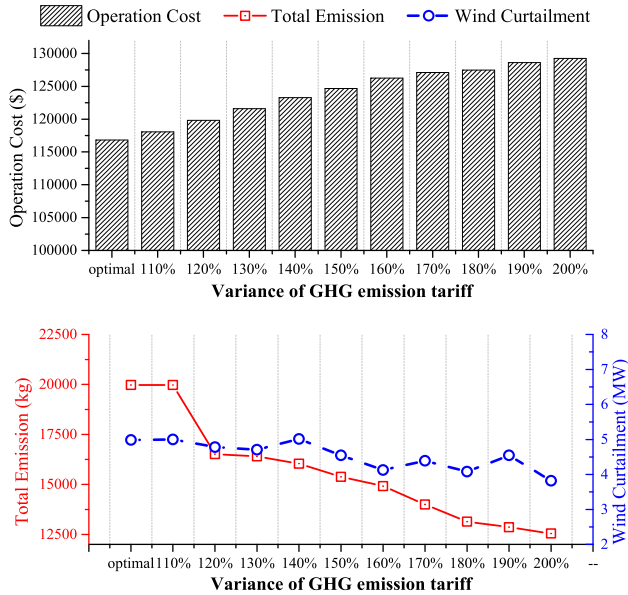 Operation Cost Total Emission Wind Curtailment
130000
125000
120000
115000
110000
105000
100000
Operation Cost ($)
optimal 110% 120% 130% 140% 150% 160% 170% 180% 190% 200%
Variance of GHG emission tariff
22500
20000
17500
15000
12500
Total Emission (kg)
8
7
6
5
4
3
2
Wind Curtailment (MW)
optimal 110% 120% 130% 140% 150% 160% 170% 180% 190% 200% --
Variance of GHG emission tariff